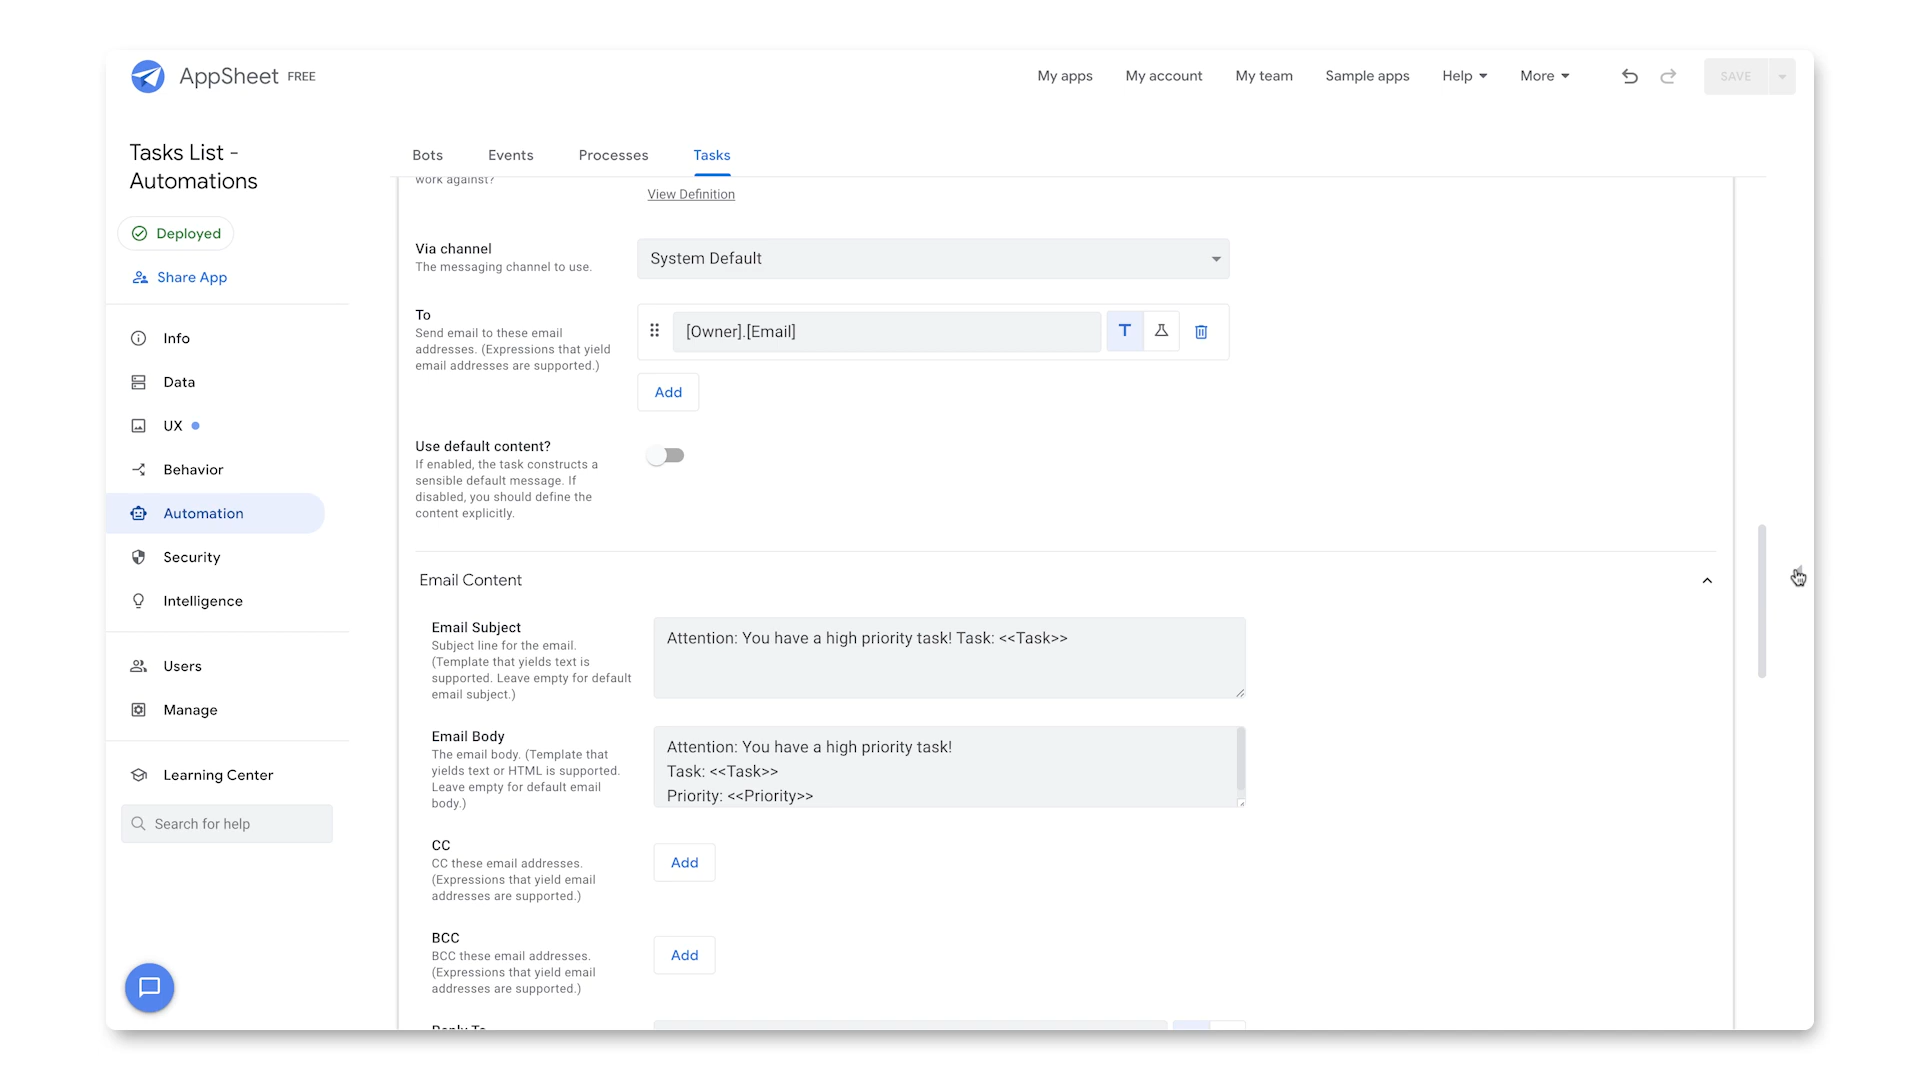 AppSheet FREE
My apps
My account
My team
Sample apps
Help
More
SAVE
Tasks List -
Automations
Deployed
Share App
Info
Data
UX
Behavior
Automation
Security
Intelligence
Users
Manage
Learning Center
Search for help
Bots
Events
Processes
Tasks
work against?
View Definition
Via channel
The messaging channel to use.
System Default
To
Send email to these email
addresses. (Expressions that yield
email addresses are supported.)
[Owner].[Email]
T
Add
Use default content?
If enabled, the task constructs a
sensible default message. If
disabled, you should define the
content explicitly.
Email Content
Email Subject
Subject line for the email.
(Template that yields text is
supported. Leave empty for default
email subject.)
Attention: You have a high priority task! Task: <<Task>>
Email Body
The email body. (Template that
yields text or HTML is supported.
Leave empty for default email
body.)
Attention: You have a high priority task!
Task: <<Task>>
Priority: <<Priority>>
CC
CC these email addresses.
(Expressions that yield email
addresses are supported.)
Add
BCC
BCC these email addresses.
(Expressions that yield email
addresses are supported.)
Add
Reply To